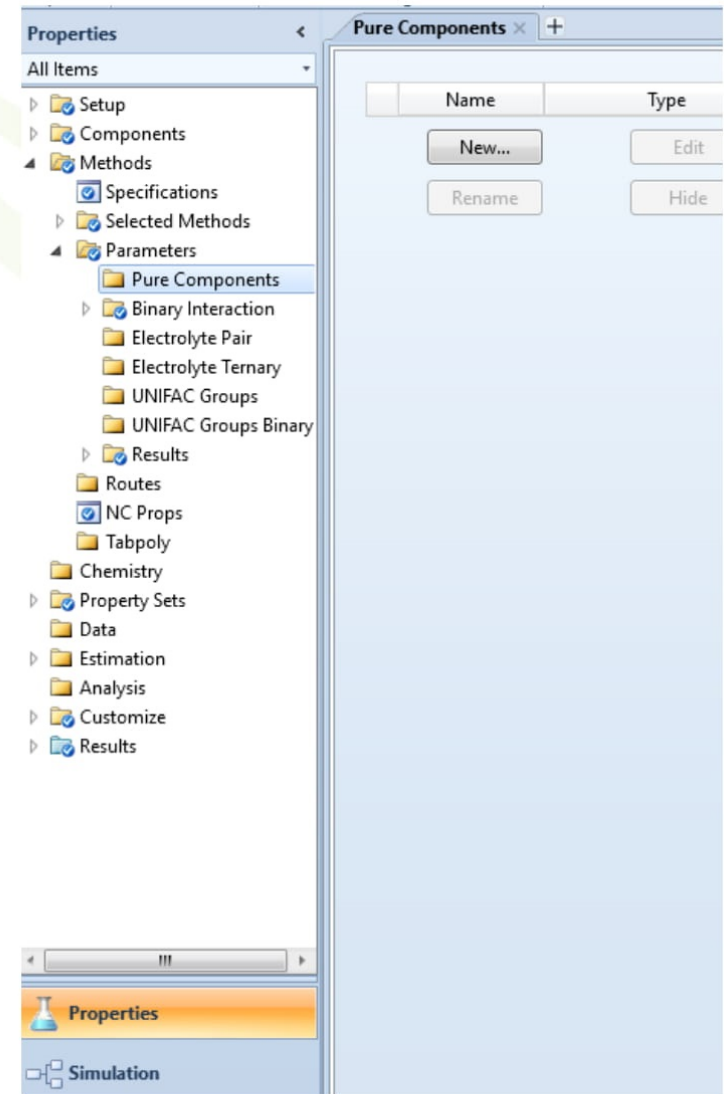 Properties
All Items
Setup
Components
Methods
Specifications
Selected Methods
Parameters
Pure Components
Binary Interaction
Electrolyte Pair
Electrolyte Ternary
UNIFAC Groups
UNIFAC Groups Binary
Results
Routes
NC Props
Tabpoly
Chemistry
Property Sets
Data
Estimation
Analysis
Customize
Results
Properties
Simulation
Pure Components
Name Type
New... Edit
Rename Hide